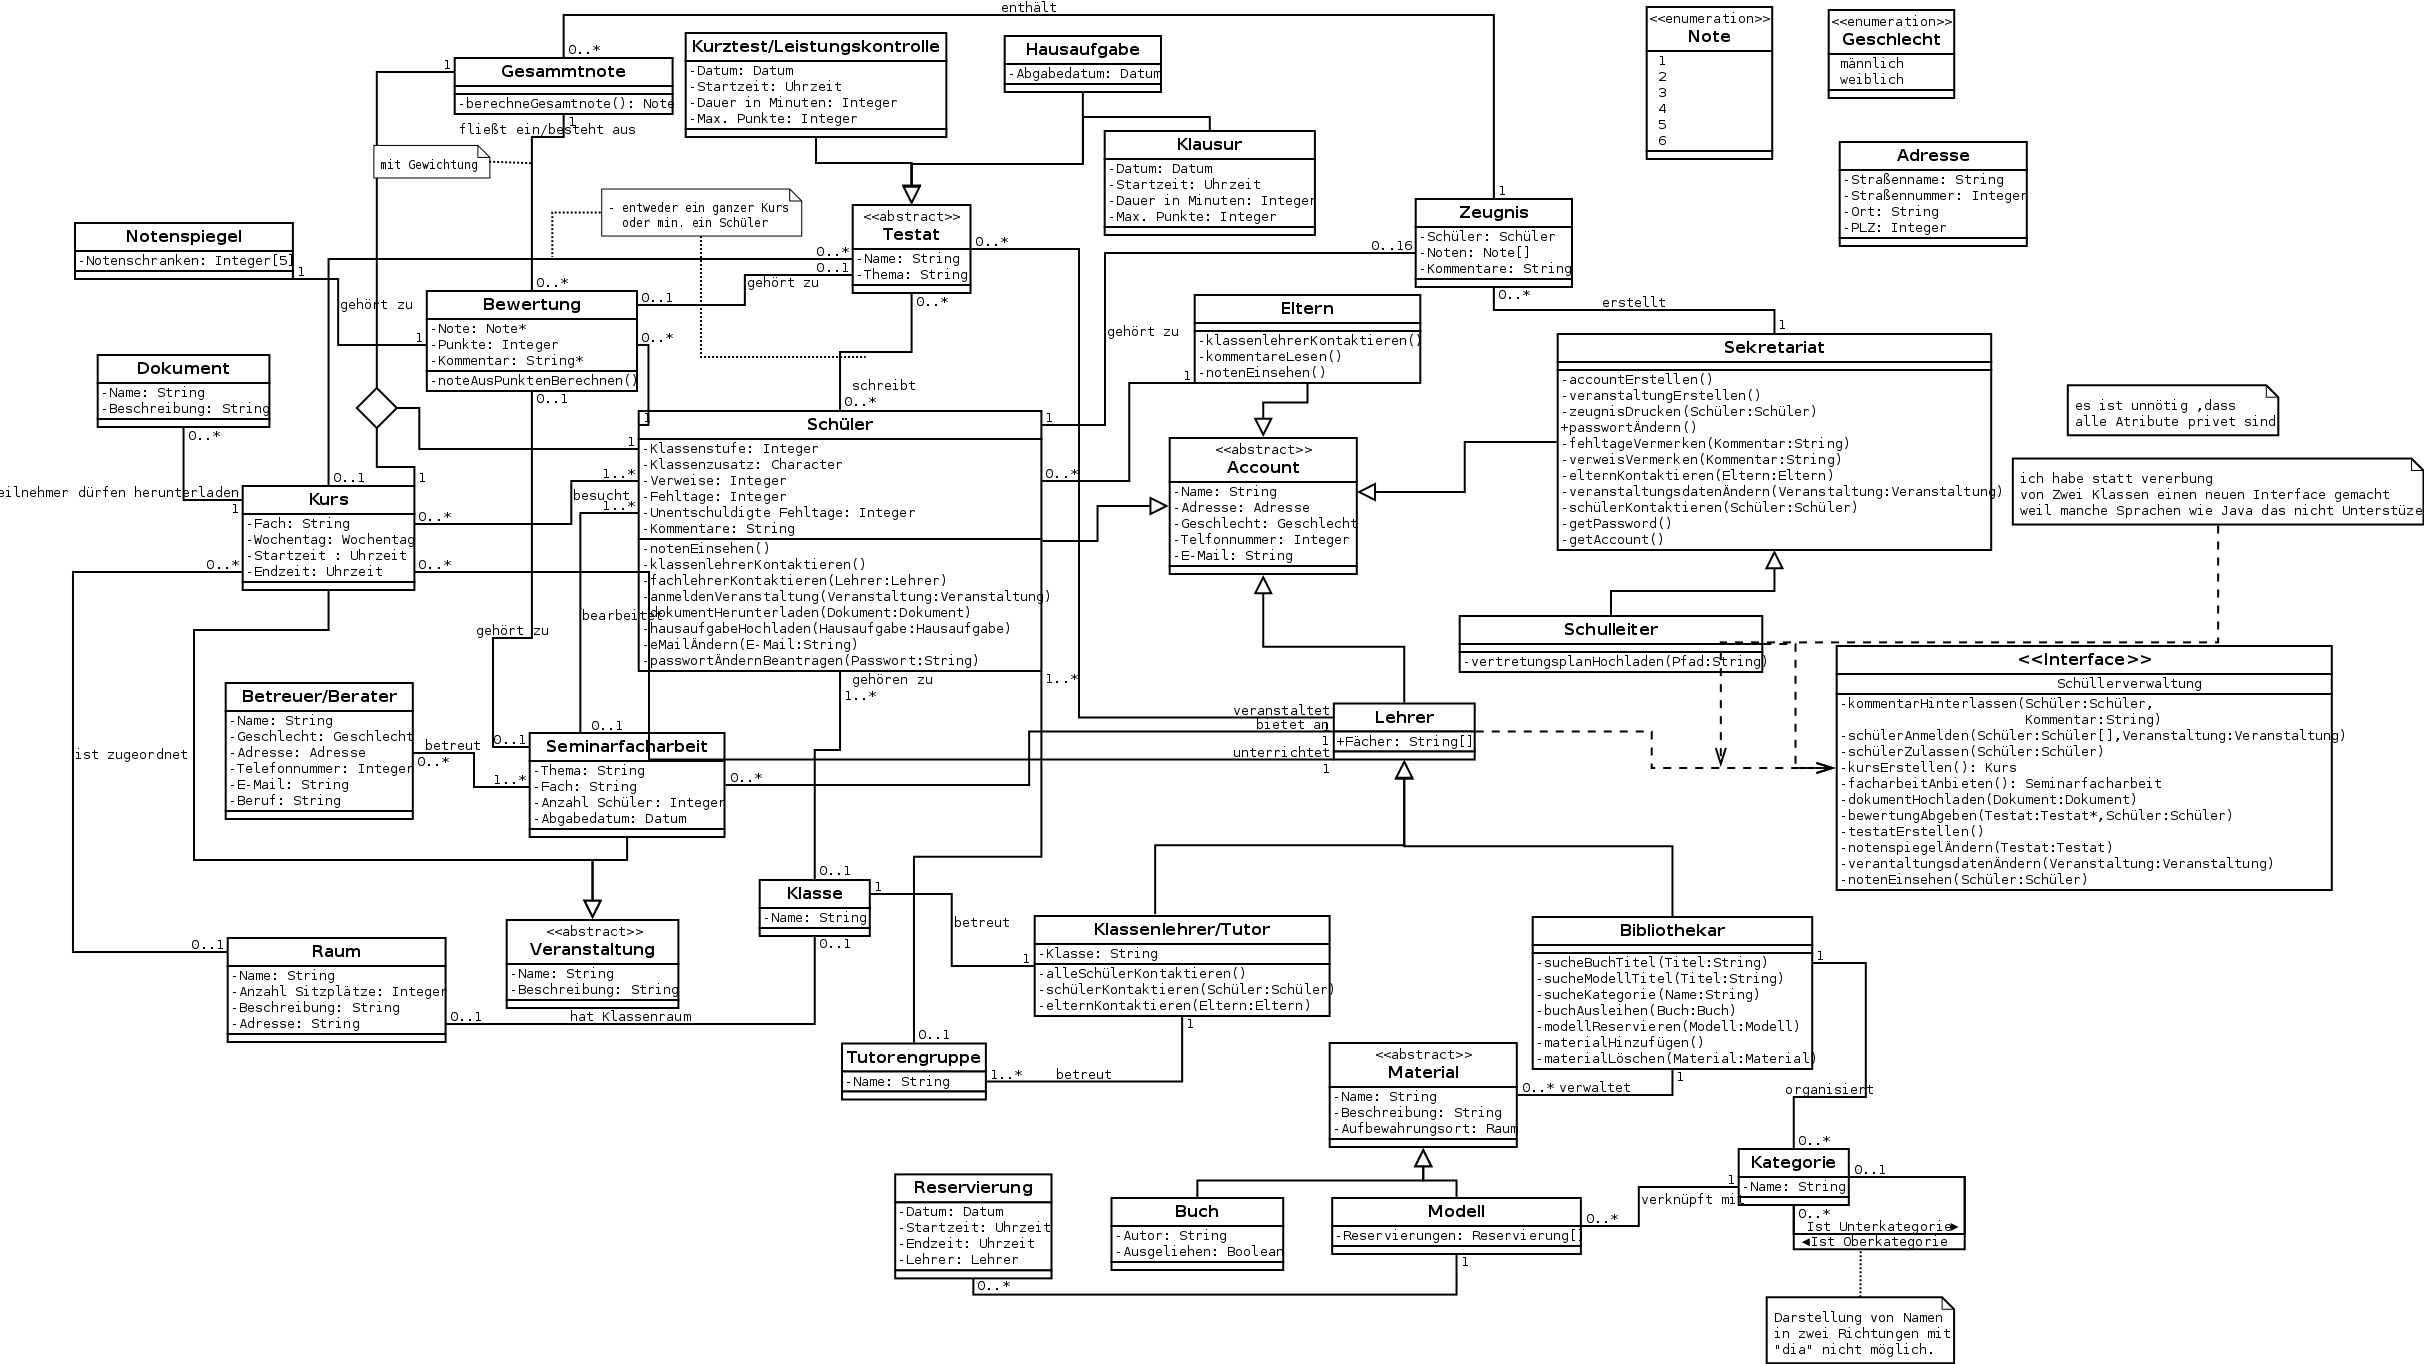 enthält
0..*
1
Gesammtnote
-berechneGesamtnote(): Note
1
fließt ein/besteht aus
mit Gewichtung
Kurztest/Leistungskontrolle
-Datum: Datum
-Startzeit: Uhrzeit
-Dauer in Minuten: Integer
-Max. Punkte: Integer
Hausaufgabe
-Abgabedatum: Datum
Klausur
-Datum: Datum
-Startzeit: Uhrzeit
-Dauer in Minuten: Integer
-Max. Punkte: Integer
<<enumeration>>
Note
1
2
3
4
5
6
<<enumeration>>
Geschlecht
männlich
weiblich
Adresse
-Straßenname: String
-Straßennummer: Integer
-Ort: String
-PLZ: Integer
- entweder ein ganzer Kurs
oder min. ein Schüler
<<abstract>>
Testat
-Name: String
-Thema: String
0..*
0..1
0..*
0..*
gehört zu
1
Zeugnis
-Schüler: Schüler
-Noten: Note[]
-Kommentare: String
0..16
0..*
erstellt
1
Notenspiegel
-Notenschranken: Integer[5]
1
gehört zu
1
0..*
Bewertung
-Note: Note*
-Punkte: Integer
-Kommentar: String*
-noteAusPunktenBerechnen()
0..1
0..*
0..1
Dokument
-Name: String
-Beschreibung: String
0..*
eilnehmer dürfen herunterladen
1
Eltern
-klassenlehrerKontaktieren()
-kommentareLesen()
-notenEinsehen()
gehört zu
1
Sekretariat
-accountErstellen()
-veranstaltungErstellen()
-zeugnisDrucken(Schüler:Schüler)
+passwortÄndern()
-fehltageVermerken(Kommentar:String)
-verweisVermerken(Kommentar:String)
-elternKontaktieren(Eltern:Eltern)
-veranstaltungsdatenÄndern(Veranstaltung:Veranstaltung)
-schülerKontaktieren(Schüler:Schüler)
-getPassword()
-getAccount()
es ist unnötig ,dass
alle Atribute privet sind
ich habe statt vererbung
von Zwei Klassen einen neuen Interface gemacht
weil manche Sprachen wie Java das nicht Unterstüze
schreibt
0..*
1
1
1
1..*
1..*
0..*
Schüler
-Klassenstufe: Integer
-Klassenzusatz: Character
-Verweise: Integer
-Fehltage: Integer
-Unentschuldigte Fehltage: Integer
-Kommentare: String
-notenEinsehen()
-klassenlehrerKontaktieren()
-fachlehrerKontaktieren(Lehrer:Lehrer)
-anmeldenVeranstaltung(Veranstaltung:Veranstaltung)
-dokumentHerunterladen(Dokument:Dokument)
-hausaufgabeHochladen(Hausaufgabe:Hausaufgabe)
-eMailÄndern(E-Mail:String)
-passwortÄndernBeantragen(Passwort:String)
gehören zu
1..*
1..*
besucht
bearbeitet
gehört zu
<<abstract>>
Account
-Name: String
-Adresse: Adresse
-Geschlecht: Geschlecht
-Telfonnummer: Integer
-E-Mail: String
0..1
1
Kurs
-Fach: String
-Wochentag: Wochentag
-Startzeit : Uhrzeit
-Endzeit: Uhrzeit
0..*
0..*
0..*
ist zugeordnet
Schulleiter
-vertretungsplanHochladen(Pfad:String)
<<Interface>>
Schüllerverwaltung
-kommentarHinterlassen(Schüler:Schüler,
Kommentar:String)
-schülerAnmelden(Schüler:Schüler[],Veranstaltung:Veranstaltung)
-schülerZulassen(Schüler:Schüler)
-kursErstellen(): Kurs
-facharbeitAnbieten(): Seminarfacharbeit
-dokumentHochladen(Dokument:Dokument)
-bewertungAbgeben(Testat:Testat*,Schüler:Schüler)
-testatErstellen()
-notenspiegelÄndern(Testat:Testat)
-verantaltungsdatenÄndern(Veranstaltung:Veranstaltung)
-notenEinsehen(Schüler:Schüler)
Betreuer/Berater
-Name: String
-Geschlecht: Geschlecht
-Adresse: Adresse
-Telefonnummer: Integer
-E-Mail: String
-Beruf: String
betreut
0..*
1..*
0..1
0..1
Seminarfacharbeit
-Thema: String
-Fach: String
-Anzahl Schüler: Integer
-Abgabedatum: Datum
0..*
veranstaltet
bietet an
1
1
unterrichtet
1
Lehrer
+Fächer: String[]
0..1
Klasse
-Name: String
1
0..1
betreut
1
Klassenlehrer/Tutor
-Klasse: String
-alleSchülerKontaktieren()
-schülerKontaktieren(Schüler:Schüler)
-elternKontaktieren(Eltern:Eltern)
1
Bibliothekar
-sucheBuchTitel(Titel:String)
-sucheModellTitel(Titel:String)
-sucheKategorie(Name:String)
-buchAusleihen(Buch:Buch)
-modellReservieren(Modell:Modell)
-materialHinzufügen()
-materialLöschen(Material:Material)
1
1
0..1
Raum
-Name: String
-Anzahl Sitzplätze: Integer
-Beschreibung: String
-Adresse: String
0..1
hat Klassenraum
<<abstract>>
Veranstaltung
-Name: String
-Beschreibung: String
0..1
Tutorengruppe
-Name: String
1..*
betreut
<<abstract>>
Material
-Name: String
-Beschreibung: String
-Aufbewahrungsort: Raum
0..*
verwaltet
organisiert
0..*
Kategorie
-Name: String
0..1
0..*
1
verknüpft mit
0..*
Ist Unterkategorie▶
◀Ist Oberkategorie
Reservierung
-Datum: Datum
-Startzeit: Uhrzeit
-Endzeit: Uhrzeit
-Lehrer: Lehrer
0..*
Buch
-Autor: String
-Ausgeliehen: Boolean
Modell
-Reservierungen: Reservierung[]
1
Darstellung von Namen
in zwei Richtungen mit
"dia" nicht möglich.